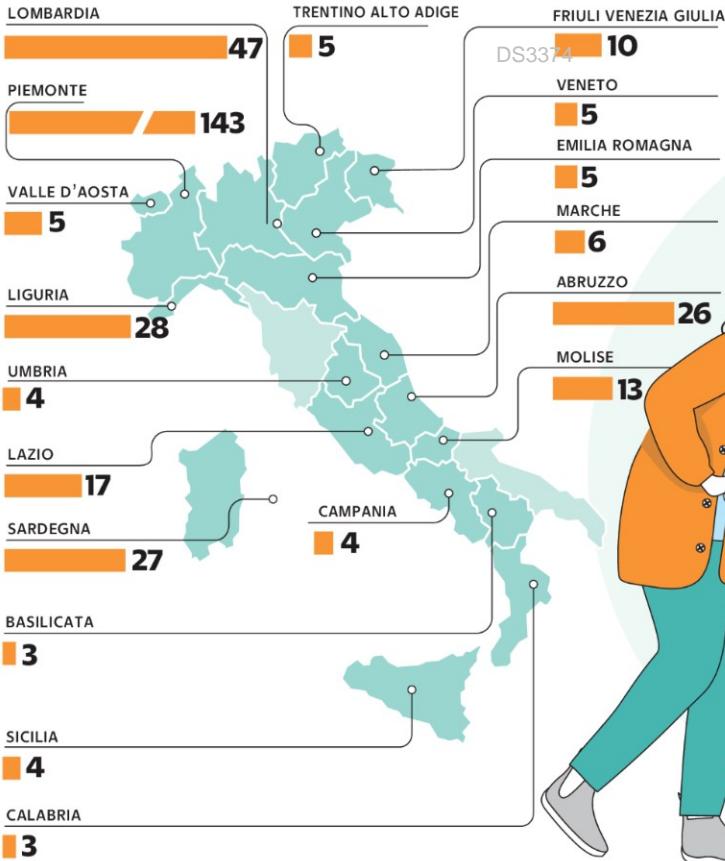 LOMBARDIA
47
PIEMONTE
143
VALLE D'AOSTA
5
LIGURIA
28
UMBRIA
4
LAZIO
17
SARDEGNA
27
BASILICATA
3
SICILIA
4
CALABRIA
3
TRENTINO ALTO ADIGE
5
CAMPANIA
4
FRIULI VENEZIA GIULIA
DS3374
10
VENETO
5
EMILIA ROMAGNA
5
MARCHE
6
ABRUZZO
26
MOLISE
13